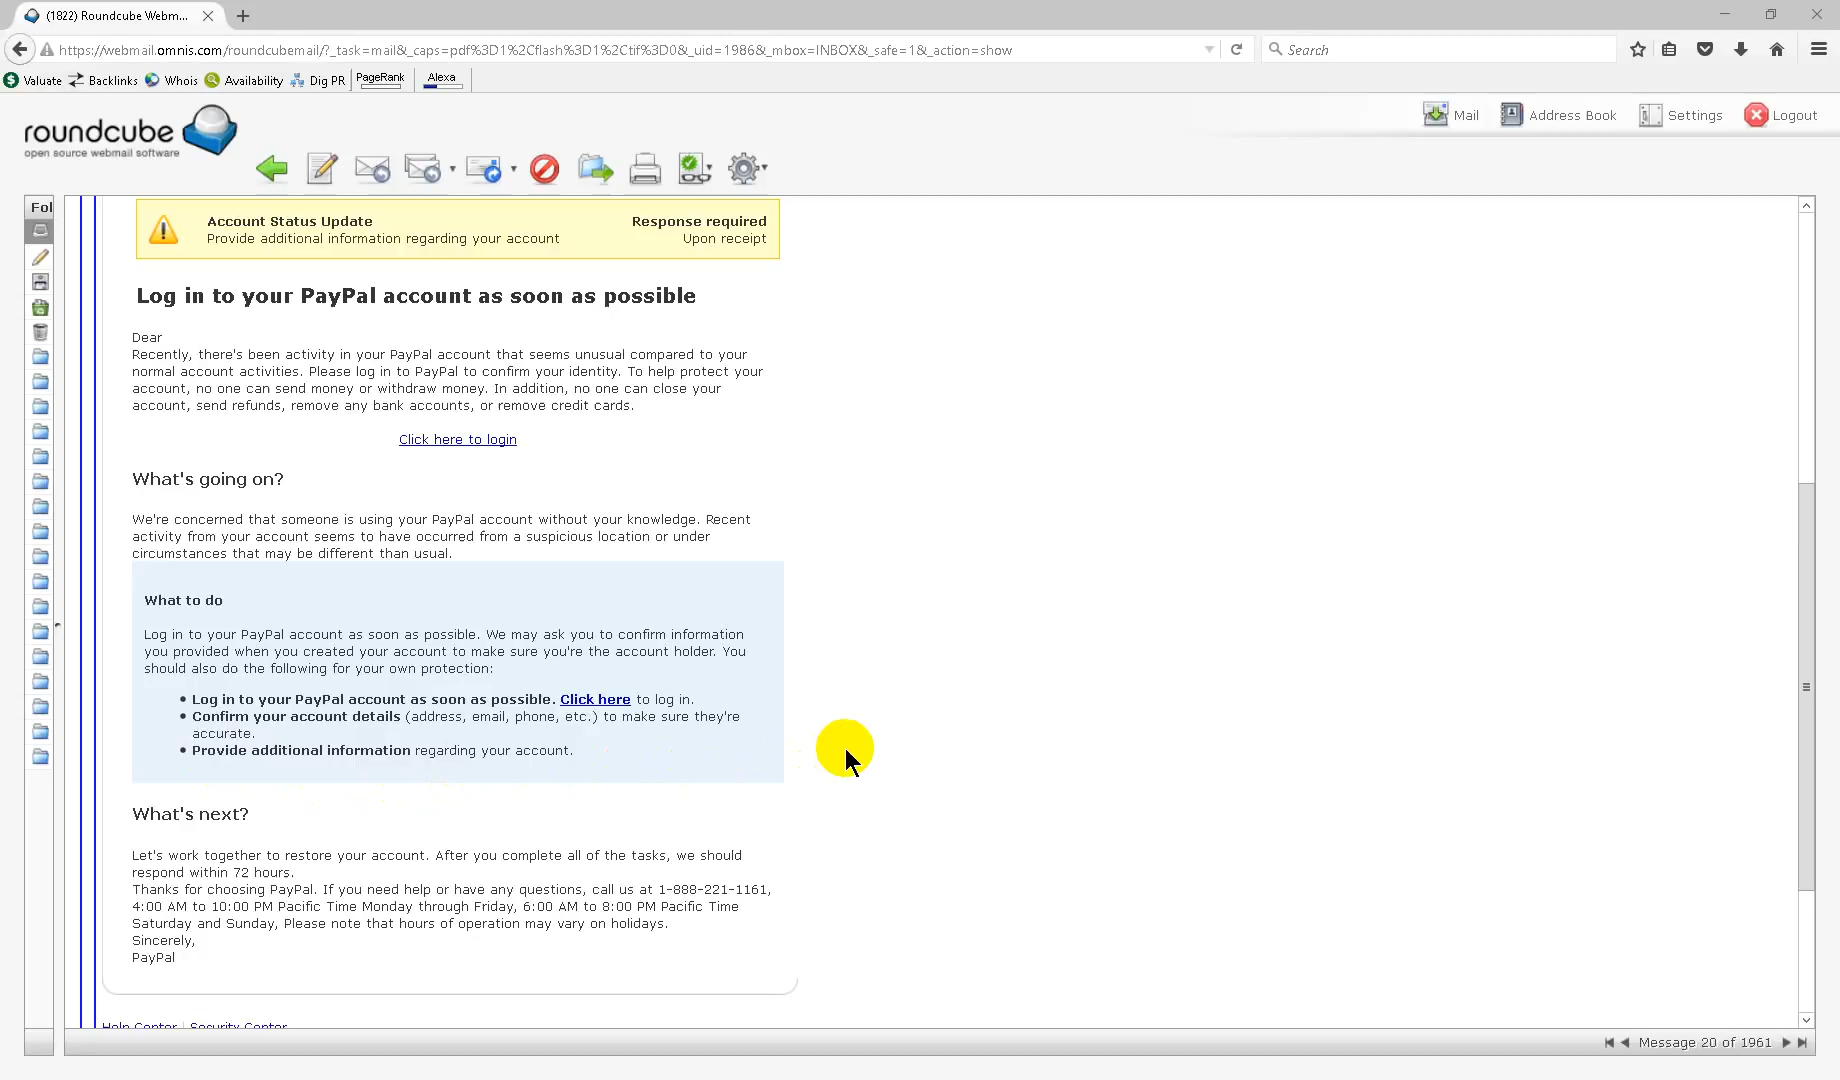 (1822) Roundcube Webm...
https://webmail.omnis.com/roundcubemail/?_task=mail&_caps=pdf%3D1%2Cflash%3D1%2Ctif%3D0&_uid=1986&_mbox=INBOX&_safe=1&_action=show
Search
Valuate Backlinks Whois Availability Dig PR PageRank Alexa
roundcube
open source webmail software
Mail Address Book Settings Logout
Fol
Account Status Update Response required
Provide additional information regarding your account Upon receipt
Log in to your PayPal account as soon as possible
Dear
Recently, there's been activity in your PayPal account that seems unusual compared to your
normal account activities. Please log in to PayPal to confirm your identity. To help protect your
account, no one can send money or withdraw money. In addition, no one can close your
account, send refunds, remove any bank accounts, or remove credit cards.
Click here to login
What's going on?
We're concerned that someone is using your PayPal account without your knowledge. Recent
activity from your account seems to have occurred from a suspicious location or under
circumstances that may be different than usual.
What to do
Log in to your PayPal account as soon as possible. We may ask you to confirm information
you provided when you created your account to make sure you're the account holder. You
should also do the following for your own protection:
• Log in to your PayPal account as soon as possible. Click here to log in.
• Confirm your account details (address, email, phone, etc.) to make sure they're
accurate.
• Provide additional information regarding your account.
What's next?
Let's work together to restore your account. After you complete all of the tasks, we should
respond within 72 hours.
Thanks for choosing PayPal. If you need help or have any questions, call us at 1-888-221-1161,
4:00 AM to 10:00 PM Pacific Time Monday through Friday, 6:00 AM to 8:00 PM Pacific Time
Saturday and Sunday, Please note that hours of operation may vary on holidays.
Sincerely,
PayPal
Help Center | Security Center
Message 20 of 1961